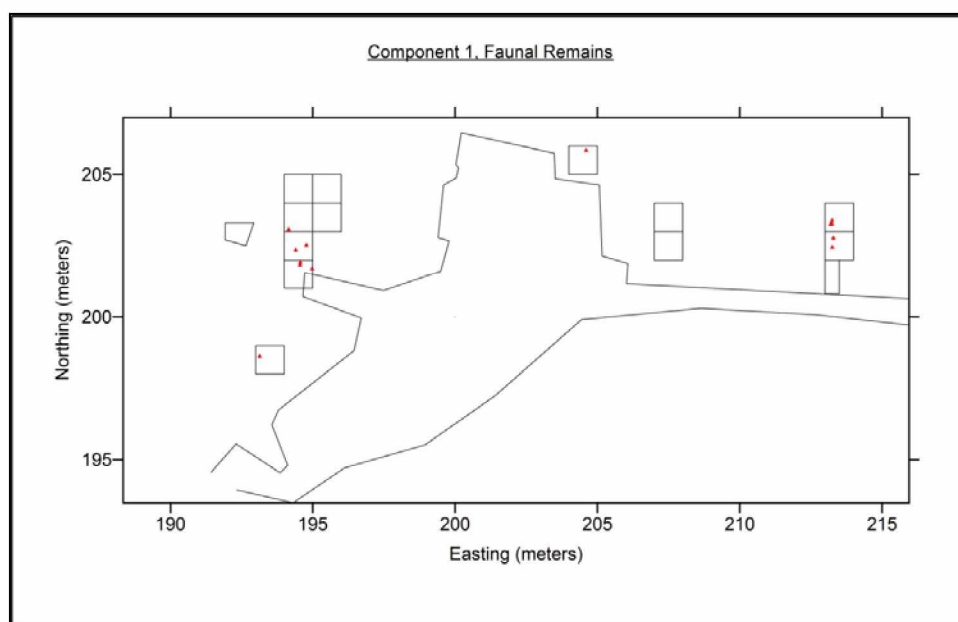 Component 1, Faunal Remains
205
200
195
Northing (meters)
190 195 200 205 210 215
Easting (meters)